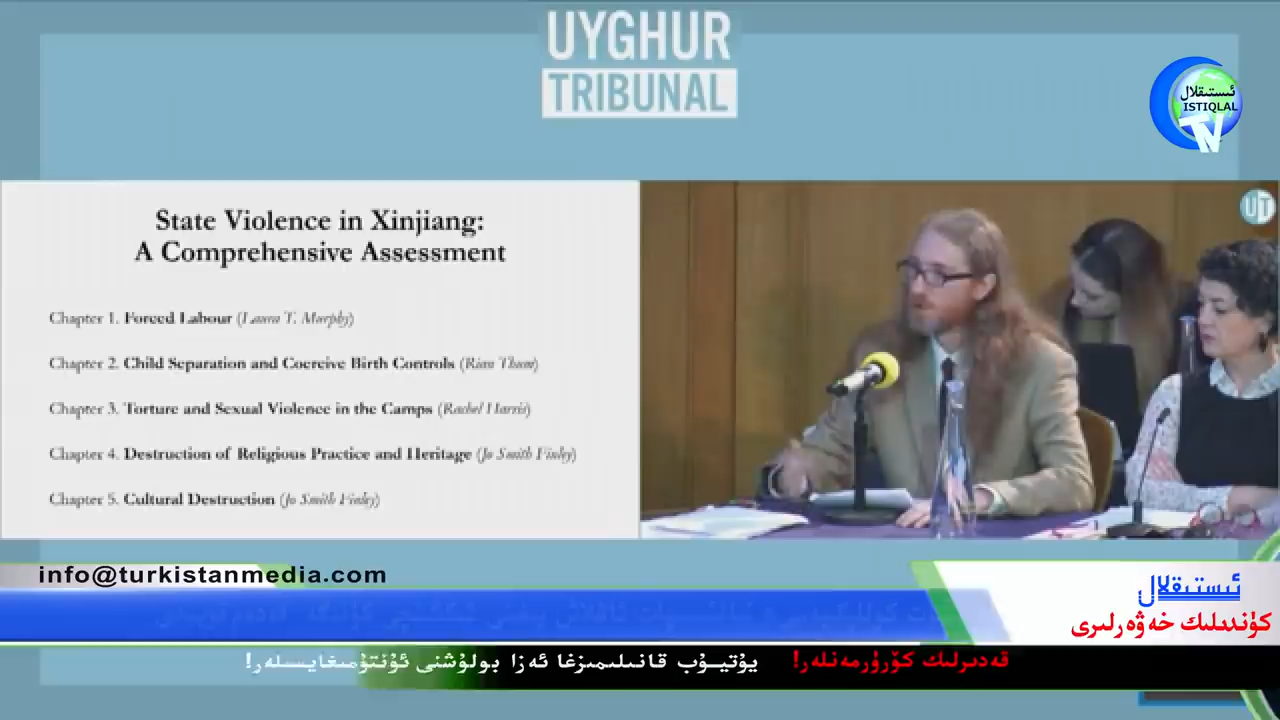 UYGHUR
TRIBUNAL
ئىستىقلال
ISTIQLAL
TV
UT
State Violence in Xinjiang:
A Comprehensive Assessment
Chapter 1. Forced Labour (Laura T. Murphy)
Chapter 2. Child Separation and Coercive Birth Controls (Rian Thum)
Chapter 3. Torture and Sexual Violence in the Camps (Rachel Harris)
Chapter 4. Destruction of Religious Practice and Heritage (Jo Smith Finley)
Chapter 5. Cultural Destruction (Jo Smith Finley)
info@turkistanmedia.com
ئىستىقلال
كۈندىلىك خەۋەرلىرى
قەدىرلىك كۆرۈرمەنلەر! يۇتيۇب قانىلىمىزغا ئەزا بولۇشنى ئۇنتۇمىغايسىلەر!